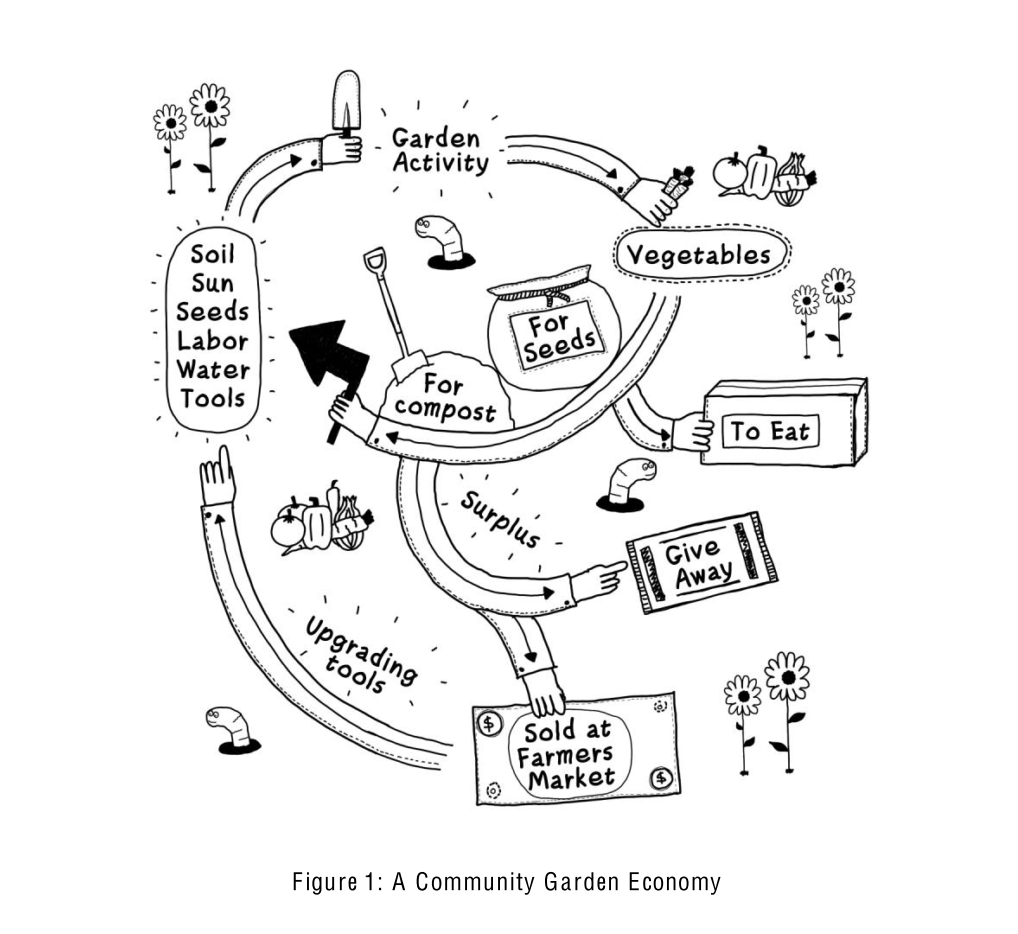 Garden
Activity
Soil
Sun
Seeds
Labor
Water
Tools
Vegetables
For
Seeds
For
compost
To Eat
Surplus
Give
Away
Upgrading
tools
$
Sold at
Farmers
Market
$
Figure 1: A Community Garden Economy